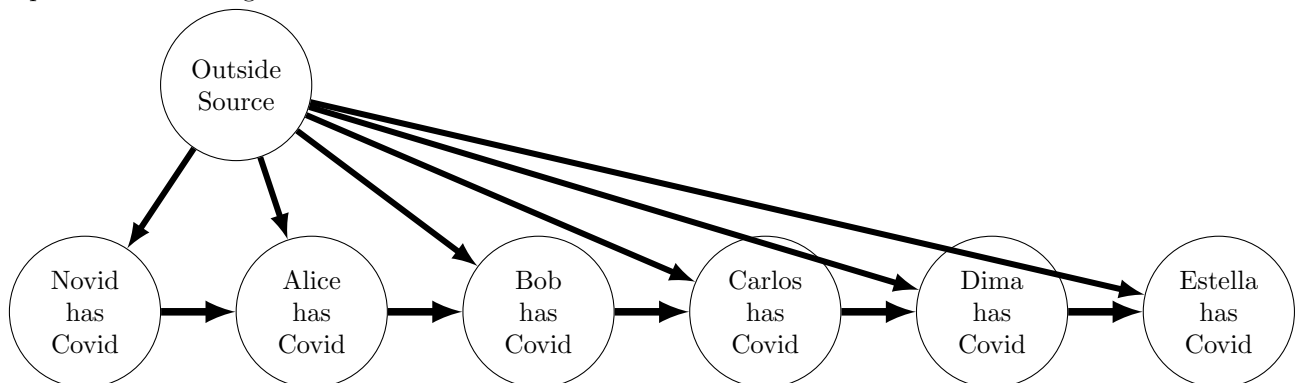 Outside
Source
Novid
has
Covid
Alice
has
Covid
Bob
has
Covid
Carlos
has
Covid
Dima
has
Covid
Estella
has
Covid